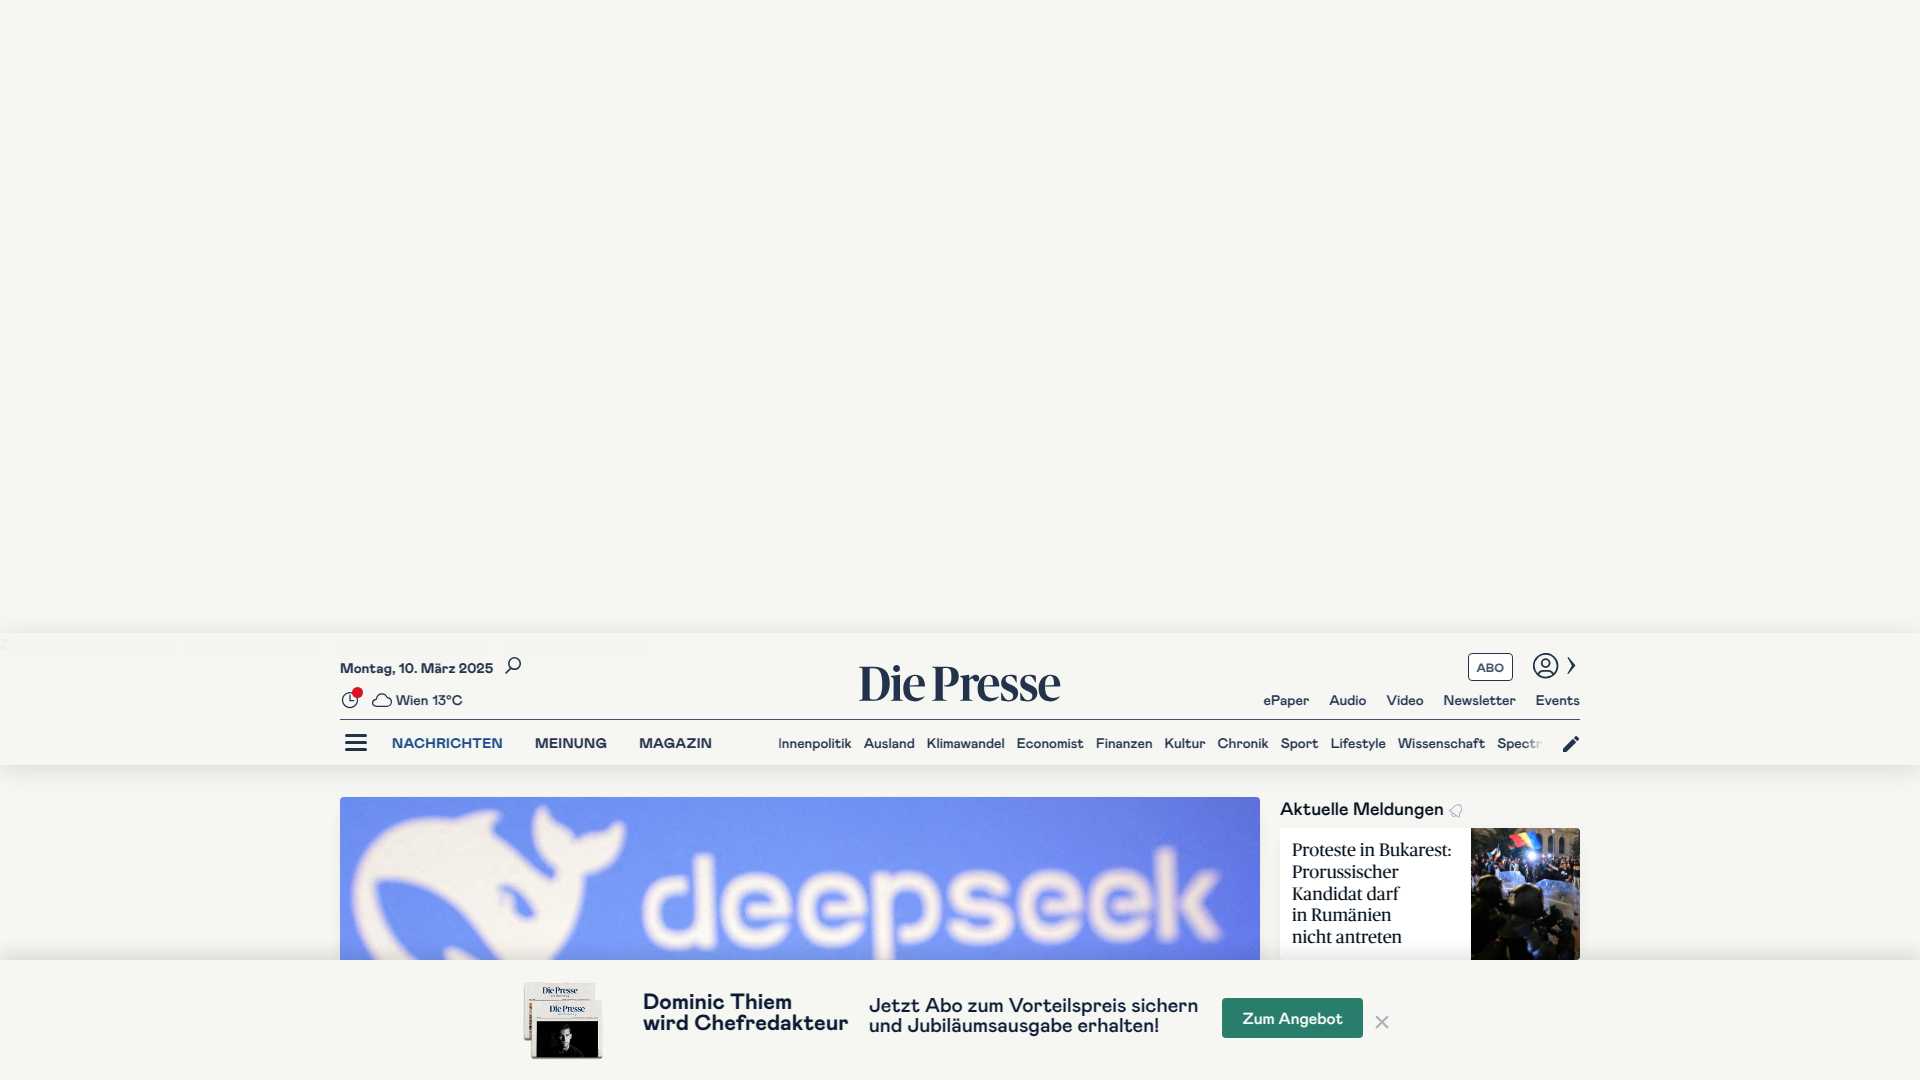 Montag, 10. März 2025
Wien 13°C
Die Presse
ABO
ePaper Audio Video Newsletter Events
NACHRICHTEN MEINUNG MAGAZIN
Innenpolitik Ausland Klimawandel Economist Finanzen Kultur Chronik Sport Lifestyle Wissenschaft Spectr
deepseek
Aktuelle Meldungen
Proteste in Bukarest:
Prorussischer
Kandidat darf
in Rumänien
nicht antreten
Die Presse
Die Presse
Dominic Thiem
wird Chefredakteur
Jetzt Abo zum Vorteilspreis sichern
und Jubiläumsausgabe erhalten!
Zum Angebot